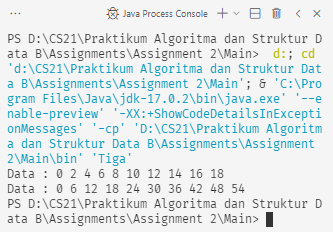 Java Process Console
PS D:\CS21\Praktikum Algoritma dan Struktur D
ata B\Assignments\Assignment 2\Main>  d:; cd
'd:\CS21\Praktikum Algoritma dan Struktur Dat
a B\Assignments\Assignment 2\Main'; & 'C:\Pro
gram Files\Java\jdk-17.0.2\bin\java.exe' '--e
nable-preview' '-XX:+ShowCodeDetailsInExcepti
onMessages' '-cp' 'D:\CS21\Praktikum Algoritm
a dan Struktur Data B\Assignments\Assignment
2\Main\bin' 'Tiga'
Data : 0 2 4 6 8 10 12 14 16 18
Data : 0 6 12 18 24 30 36 42 48 54
PS D:\CS21\Praktikum Algoritma dan Struktur D
ata B\Assignments\Assignment 2\Main>